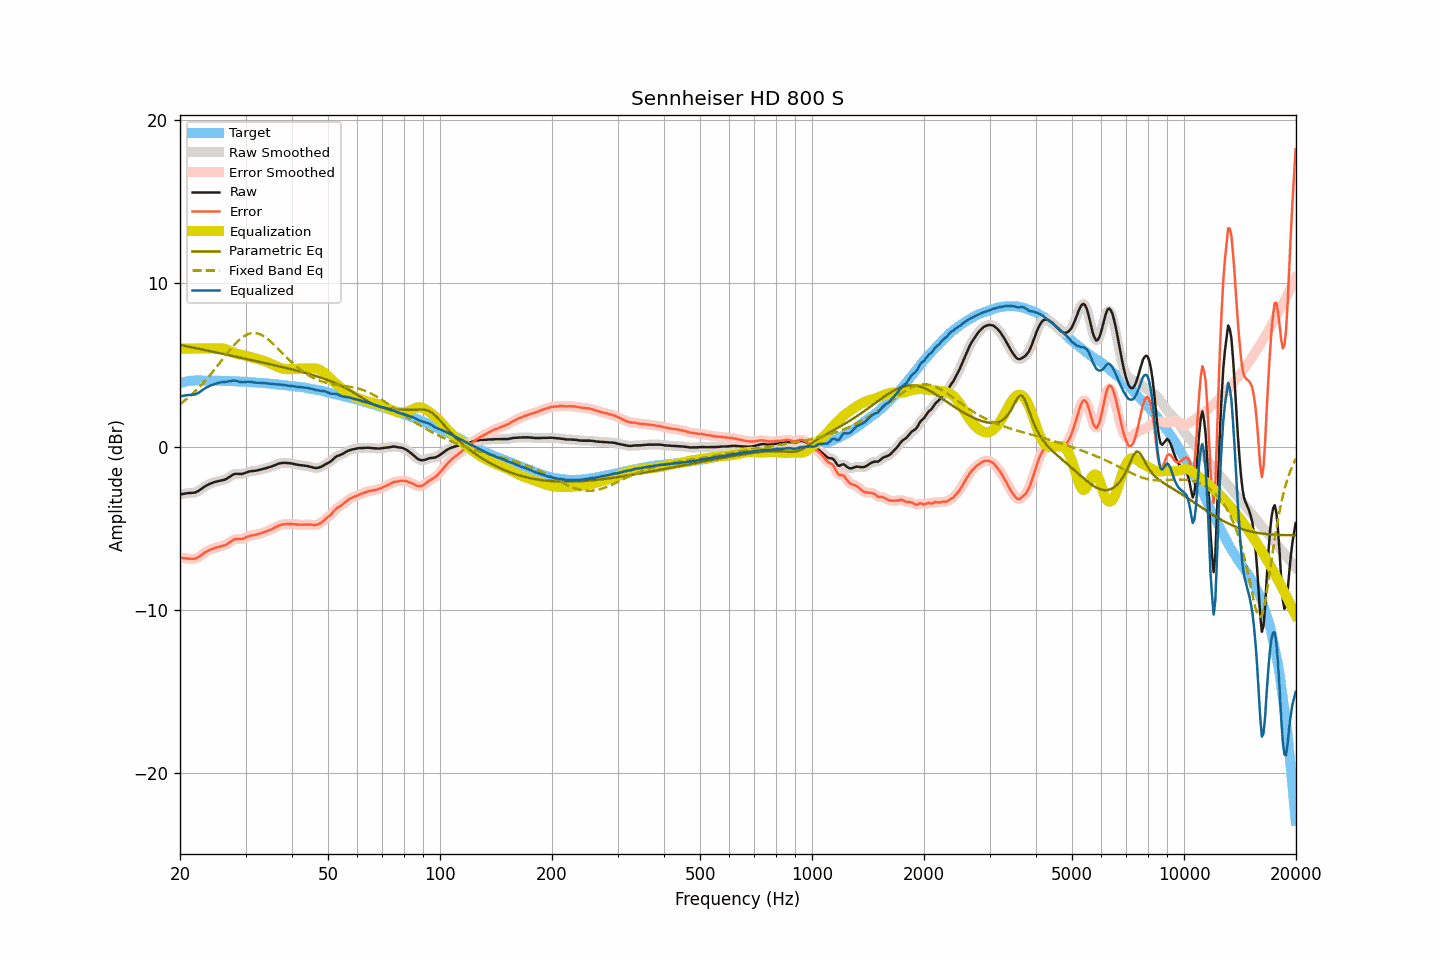 Sennheiser HD 800 S
20
10
0
−10
−20
Amplitude (dBr)
Target
Raw Smoothed
Error Smoothed
Raw
Error
Equalization
Parametric Eq
Fixed Band Eq
Equalized
20 50 100 200 500 1000 2000 5000 10000 20000
Frequency (Hz)